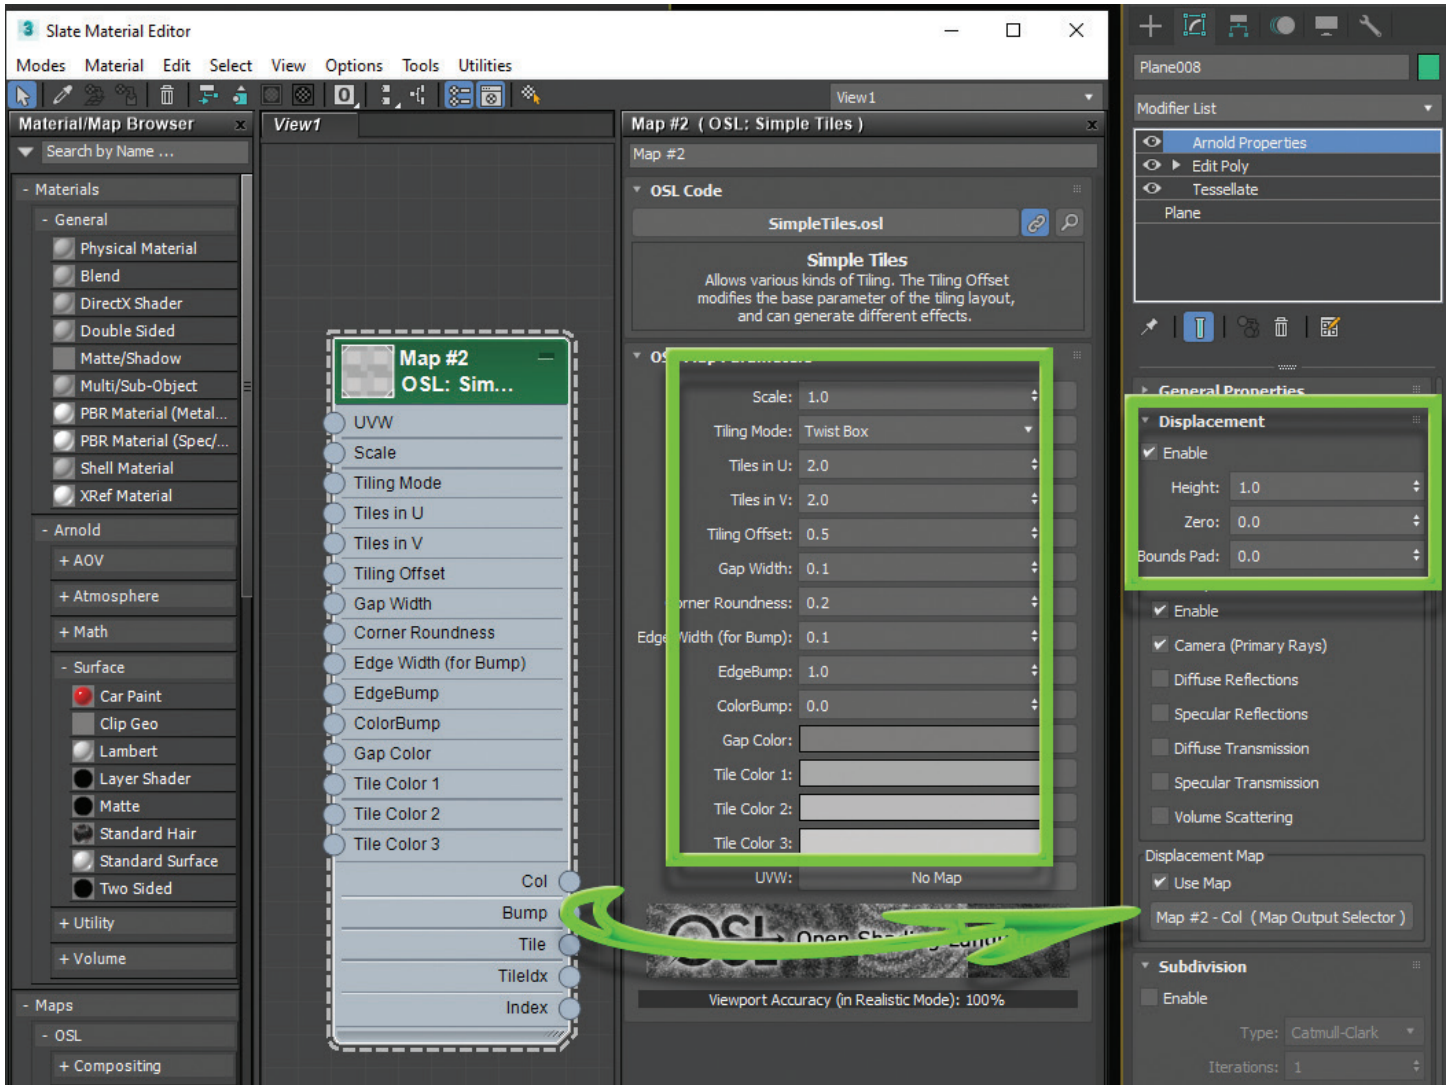 3 Slate Material Editor
Modes Material Edit Select View Options Tools Utilities
View1
Material/Map Browser x
Search by Name ...
- Materials
- General
Physical Material
Blend
DirectX Shader
Double Sided
Matte/Shadow
Multi/Sub-Object
PBR Material (Metal...
PBR Material (Spec/...
Shell Material
XRef Material
- Arnold
+ AOV
+ Atmosphere
+ Math
- Surface
Car Paint
Clip Geo
Lambert
Layer Shader
Matte
Standard Hair
Standard Surface
Two Sided
+ Utility
+ Volume
- Maps
- OSL
+ Compositing
View1
Map #2
OSL: Sim...
UVW
Scale
Tiling Mode
Tiles in U
Tiles in V
Tiling Offset
Gap Width
Corner Roundness
Edge Width (for Bump)
EdgeBump
ColorBump
Gap Color
Tile Color 1
Tile Color 2
Tile Color 3
Col
Bump
Tile
TileIdx
Index
Map #2 ( OSL: Simple Tiles ) x
Map #2
OSL Code
SimpleTiles.osl
Simple Tiles
Allows various kinds of Tiling. The Tiling Offset
modifies the base parameter of the tiling layout,
and can generate different effects.
OSL Map Parameters
Scale: 1.0
Tiling Mode: Twist Box
Tiles in U: 2.0
Tiles in V: 2.0
Tiling Offset: 0.5
Gap Width: 0.1
Corner Roundness: 0.2
Edge Width (for Bump): 0.1
EdgeBump: 1.0
ColorBump: 0.0
Gap Color:
Tile Color 1:
Tile Color 2:
Tile Color 3:
UVW: No Map
OSL Open Shading Language
Viewport Accuracy (in Realistic Mode): 100%
Plane008
Modifier List
Arnold Properties
Edit Poly
Tessellate
Plane
General Properties
Displacement
Enable
Height: 1.0
Zero: 0.0
Bounds Pad: 0.0
Enable
Camera (Primary Rays)
Diffuse Reflections
Specular Reflections
Diffuse Transmission
Specular Transmission
Volume Scattering
Displacement Map
Use Map
Map #2 - Col ( Map Output Selector )
Subdivision
Enable
Type: Catmull-Clark
Iterations: 1